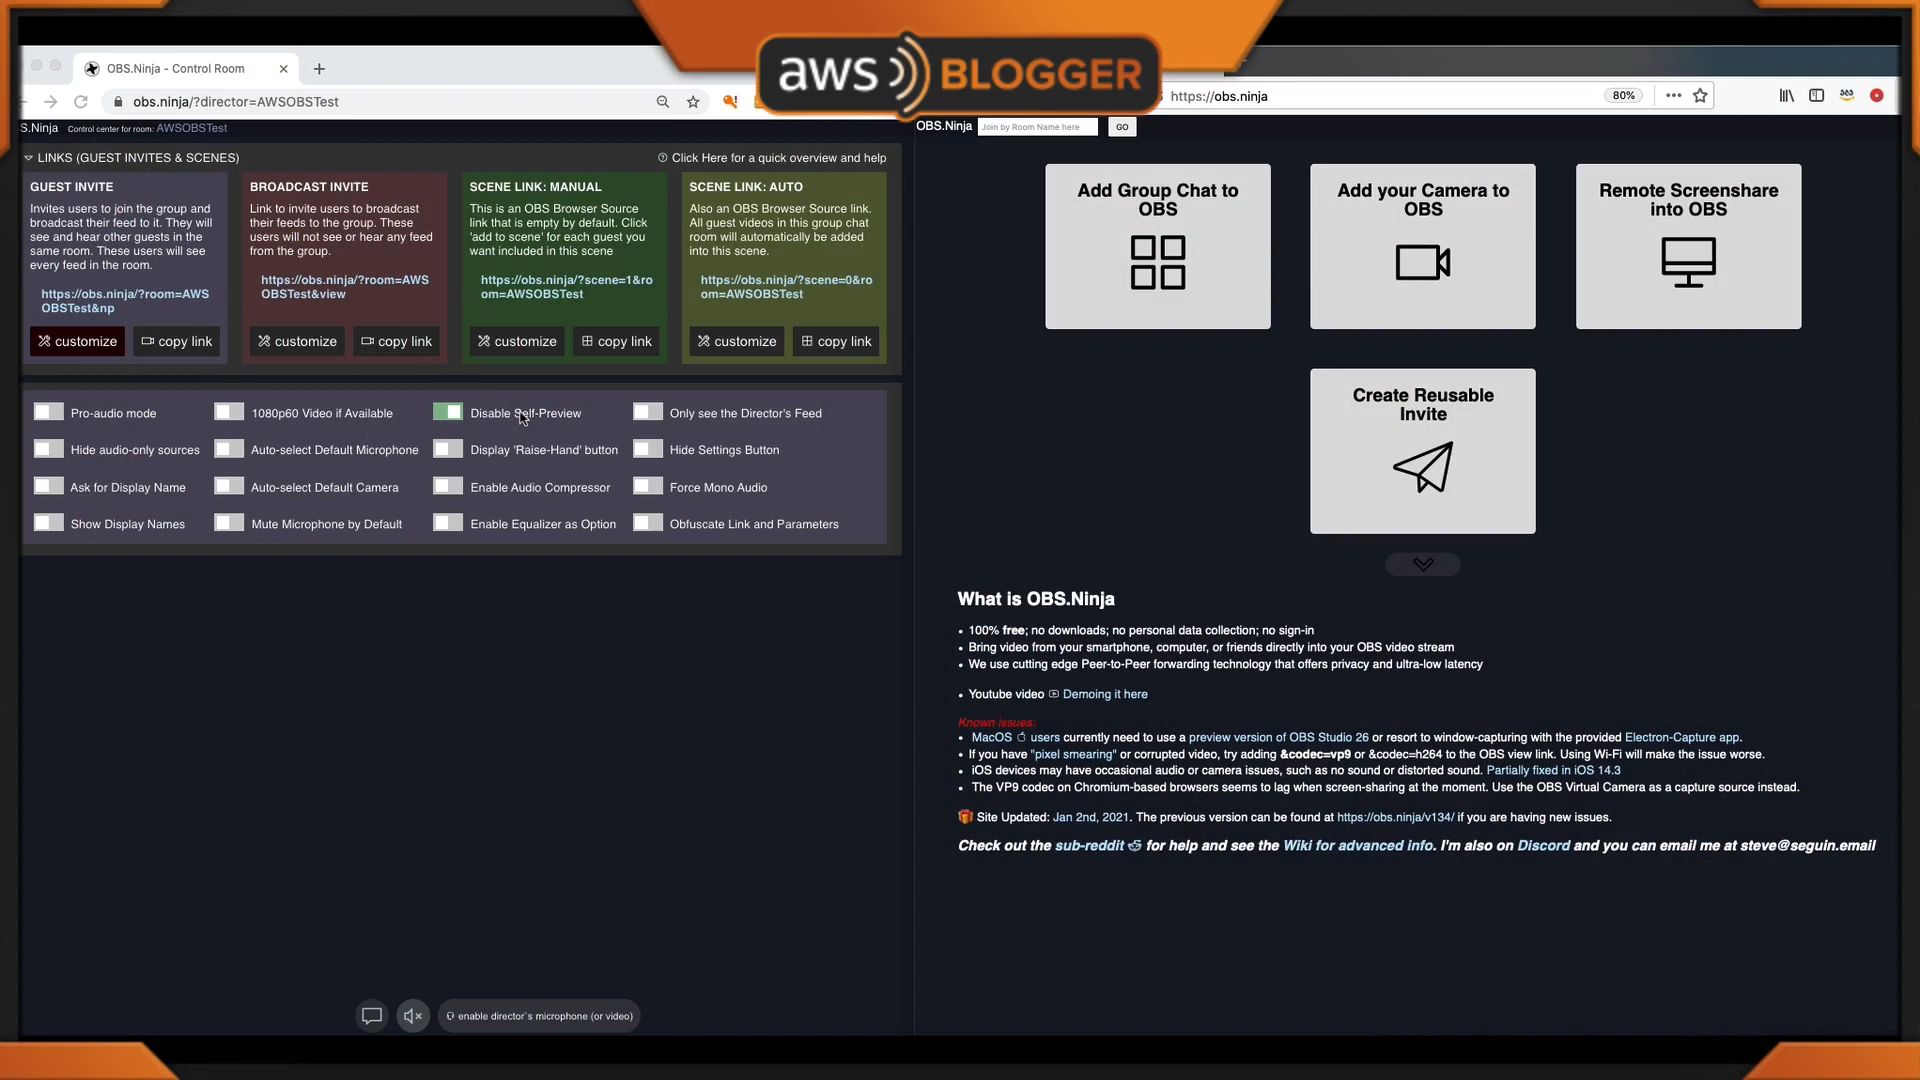 aws BLOGGER
OBS.Ninja - Control Room
obs.ninja/?director=AWSOBSTest
https://obs.ninja
80%
S.Ninja Control center for room: AWSOBSTest
LINKS (GUEST INVITES & SCENES)
Click Here for a quick overview and help
GUEST INVITE
Invites users to join the group and
broadcast their feed to it. They will
see and hear other guests in the
same room. These users will see
every feed in the room.
https://obs.ninja/?room=AWS
OBSTest&np
customize
copy link
BROADCAST INVITE
Link to invite users to broadcast
their feeds to the group. These
users will not see or hear any feed
from the group.
https://obs.ninja/?room=AWS
OBSTest&view
customize
copy link
SCENE LINK: MANUAL
This is an OBS Browser Source
link that is empty by default. Click
'add to scene' for each guest you
want included in this scene
https://obs.ninja/?scene=1&ro
om=AWSOBSTest
customize
copy link
SCENE LINK: AUTO
Also an OBS Browser Source link.
All guest videos in this group chat
room will automatically be added
into this scene.
https://obs.ninja/?scene=0&ro
om=AWSOBSTest
customize
copy link
Pro-audio mode
1080p60 Video if Available
Disable Self-Preview
Only see the Director's Feed
Hide audio-only sources
Auto-select Default Microphone
Display 'Raise-Hand' button
Hide Settings Button
Ask for Display Name
Auto-select Default Camera
Enable Audio Compressor
Force Mono Audio
Show Display Names
Mute Microphone by Default
Enable Equalizer as Option
Obfuscate Link and Parameters
enable director`s microphone (or video)
OBS.Ninja
Join by Room Name here
GO
Add Group Chat to
OBS
Add your Camera to
OBS
Remote Screenshare
into OBS
Create Reusable
Invite
What is OBS.Ninja
• 100% free; no downloads; no personal data collection; no sign-in
• Bring video from your smartphone, computer, or friends directly into your OBS video stream
• We use cutting edge Peer-to-Peer forwarding technology that offers privacy and ultra-low latency
• Youtube video Demoing it here
Known issues:
• MacOS users currently need to use a preview version of OBS Studio 26 or resort to window-capturing with the provided Electron-Capture app.
• If you have "pixel smearing" or corrupted video, try adding &codec=vp9 or &codec=h264 to the OBS view link. Using Wi-Fi will make the issue worse.
• iOS devices may have occasional audio or camera issues, such as no sound or distorted sound. Partially fixed in iOS 14.3
• The VP9 codec on Chromium-based browsers seems to lag when screen-sharing at the moment. Use the OBS Virtual Camera as a capture source instead.
Site Updated: Jan 2nd, 2021. The previous version can be found at https://obs.ninja/v134/ if you are having new issues.
Check out the sub-reddit for help and see the Wiki for advanced info. I'm also on Discord and you can email me at steve@seguin.email